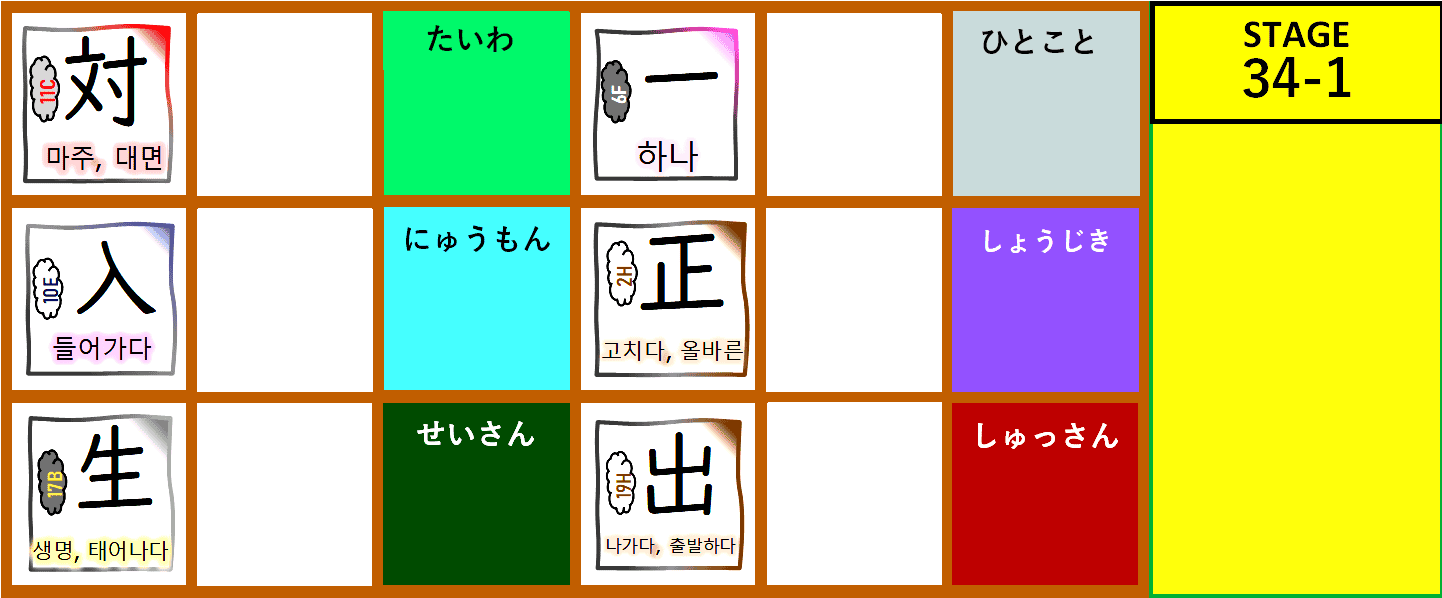 対
11C
마주, 대면
たいわ
一
6F
하나
ひとこと
STAGE
34-1
入
10E
들어가다
にゅうもん
正
2H
고치다, 올바른
しょうじき
生
17B
생명, 태어나다
せいさん
出
19H
나가다, 출발하다
しゅっさん